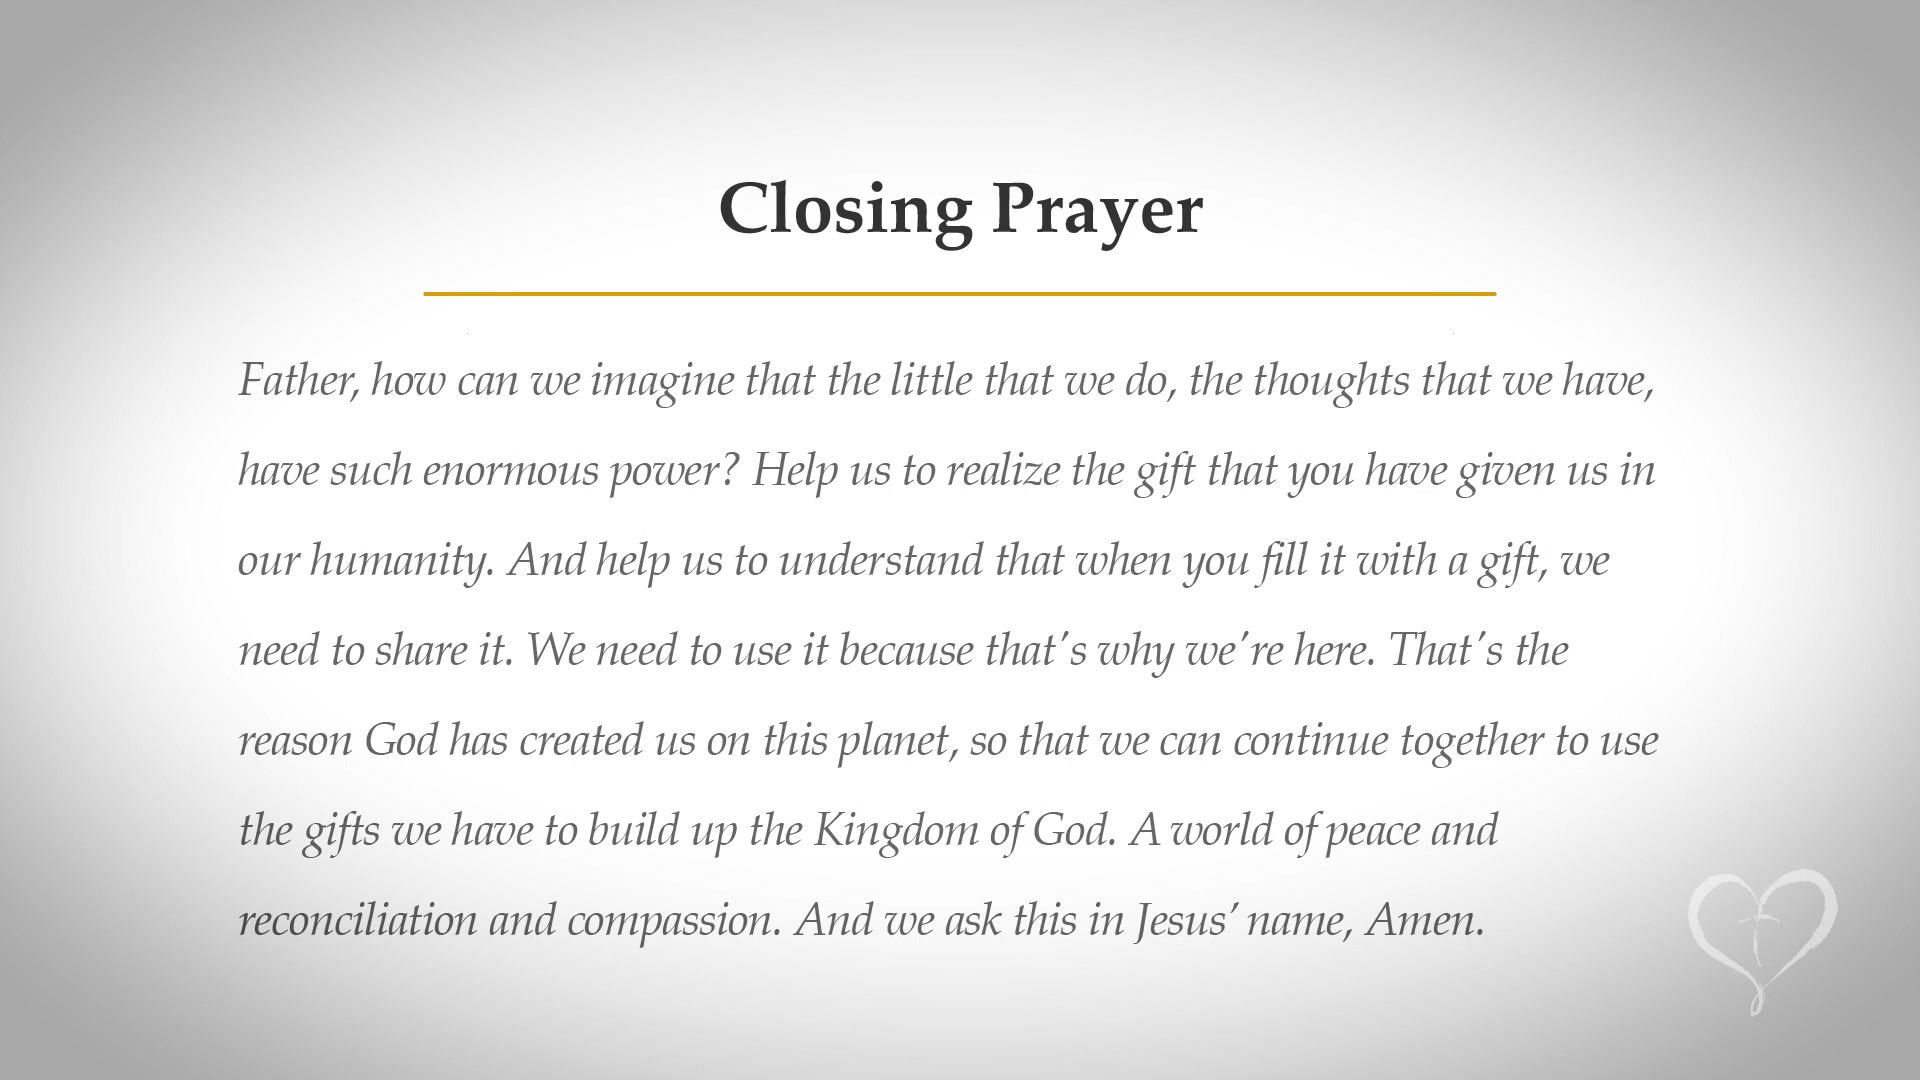 Closing Prayer
Father, how can we imagine that the little that we do, the thoughts that we have,
have such enormous power? Help us to realize the gift that you have given us in
our humanity. And help us to understand that when you fill it with a gift, we
need to share it. We need to use it because that's why we're here. That's the
reason God has created us on this planet, so that we can continue together to use
the gifts we have to build up the Kingdom of God. A world of peace and
reconciliation and compassion. And we ask this in Jesus’ name, Amen.